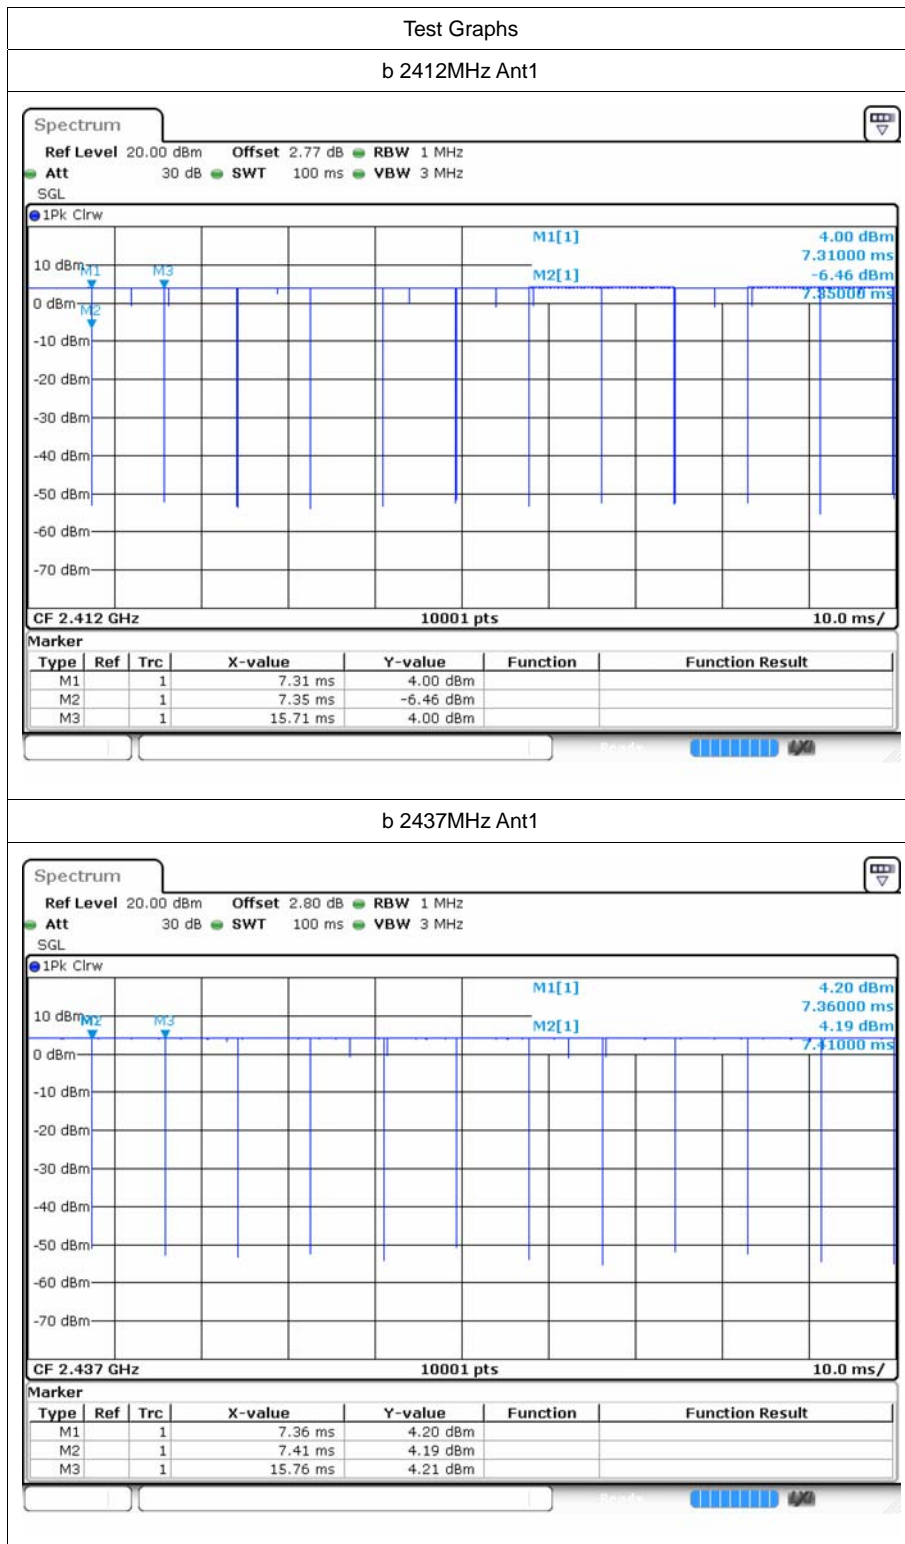 Test Graphs
b 2412MHz Ant1
Spectrum
Ref Level 20.00 dBm Offset 2.77 dB RBW 1 MHz
Att 30 dB SWT 100 ms VBW 3 MHz
SGL
1Pk Clrw
M1[1] 4.00 dBm
7.31000 ms
10 dBm M1 M3 M2[1] -6.46 dBm
7.35000 ms
0 dBm
M2
-10 dBm
-20 dBm
-30 dBm
-40 dBm
-50 dBm
-60 dBm
-70 dBm
CF 2.412 GHz 10001 pts 10.0 ms/
Marker
Type Ref Trc X-value Y-value Function Function Result
M1 1 7.31 ms 4.00 dBm
M2 1 7.35 ms -6.46 dBm
M3 1 15.71 ms 4.00 dBm
Ready
b 2437MHz Ant1
Spectrum
Ref Level 20.00 dBm Offset 2.80 dB RBW 1 MHz
Att 30 dB SWT 100 ms VBW 3 MHz
SGL
1Pk Clrw
M1[1] 4.20 dBm
7.36000 ms
10 dBm M2 M3 M2[1] 4.19 dBm
7.41000 ms
0 dBm
-10 dBm
-20 dBm
-30 dBm
-40 dBm
-50 dBm
-60 dBm
-70 dBm
CF 2.437 GHz 10001 pts 10.0 ms/
Marker
Type Ref Trc X-value Y-value Function Function Result
M1 1 7.36 ms 4.20 dBm
M2 1 7.41 ms 4.19 dBm
M3 1 15.76 ms 4.21 dBm
Ready